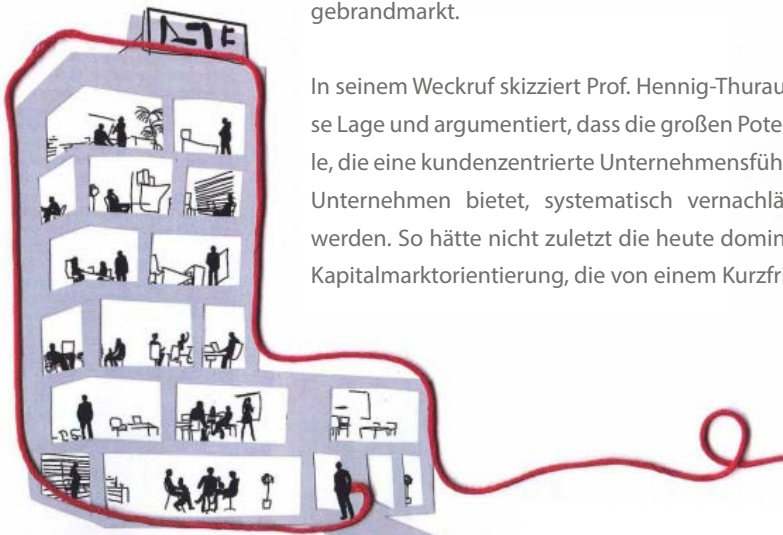 gebrandmarkt.
In seinem Weckruf skizziert Prof. Hennig-Thurau
se Lage und argumentiert, dass die großen Pote
le, die eine kundenzentrierte Unternehmensfüh
Unternehmen bietet, systematisch vernachlä
werden. So hätte nicht zuletzt die heute domin
Kapitalmarktorientierung, die von einem Kurzfr